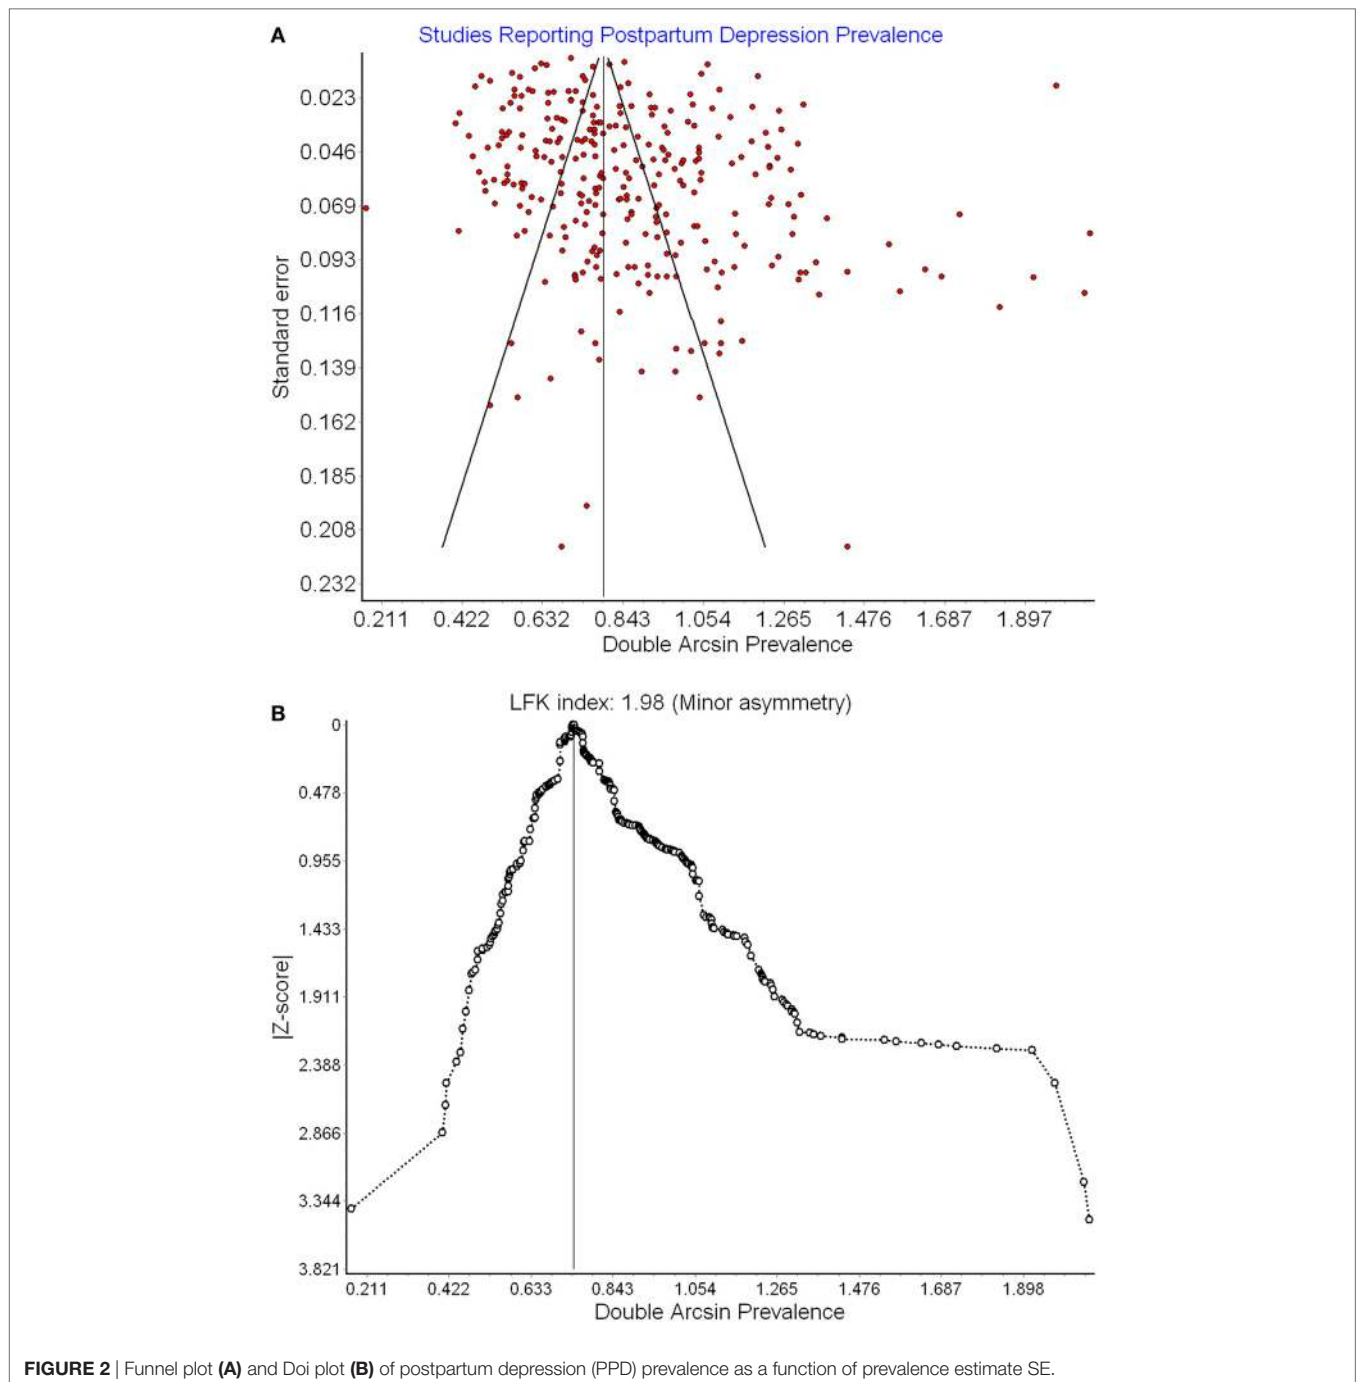 A
Studies Reporting Postpartum Depression Prevalence
Standard error
0.023
0.046
0.069
0.093
0.116
0.139
0.162
0.185
0.208
0.232
0.211 0.422 0.632 0.843 1.054 1.265 1.476 1.687 1.897
Double Arcsin Prevalence
B
LFK index: 1.98 (Minor asymmetry)
|Z-score|
0
0.478
0.955
1.433
1.911
2.388
2.866
3.344
3.821
0.211 0.422 0.633 0.843 1.054 1.265 1.476 1.687 1.898
Double Arcsin Prevalence
FIGURE 2 | Funnel plot (A) and Doi plot (B) of postpartum depression (PPD) prevalence as a function of prevalence estimate SE.